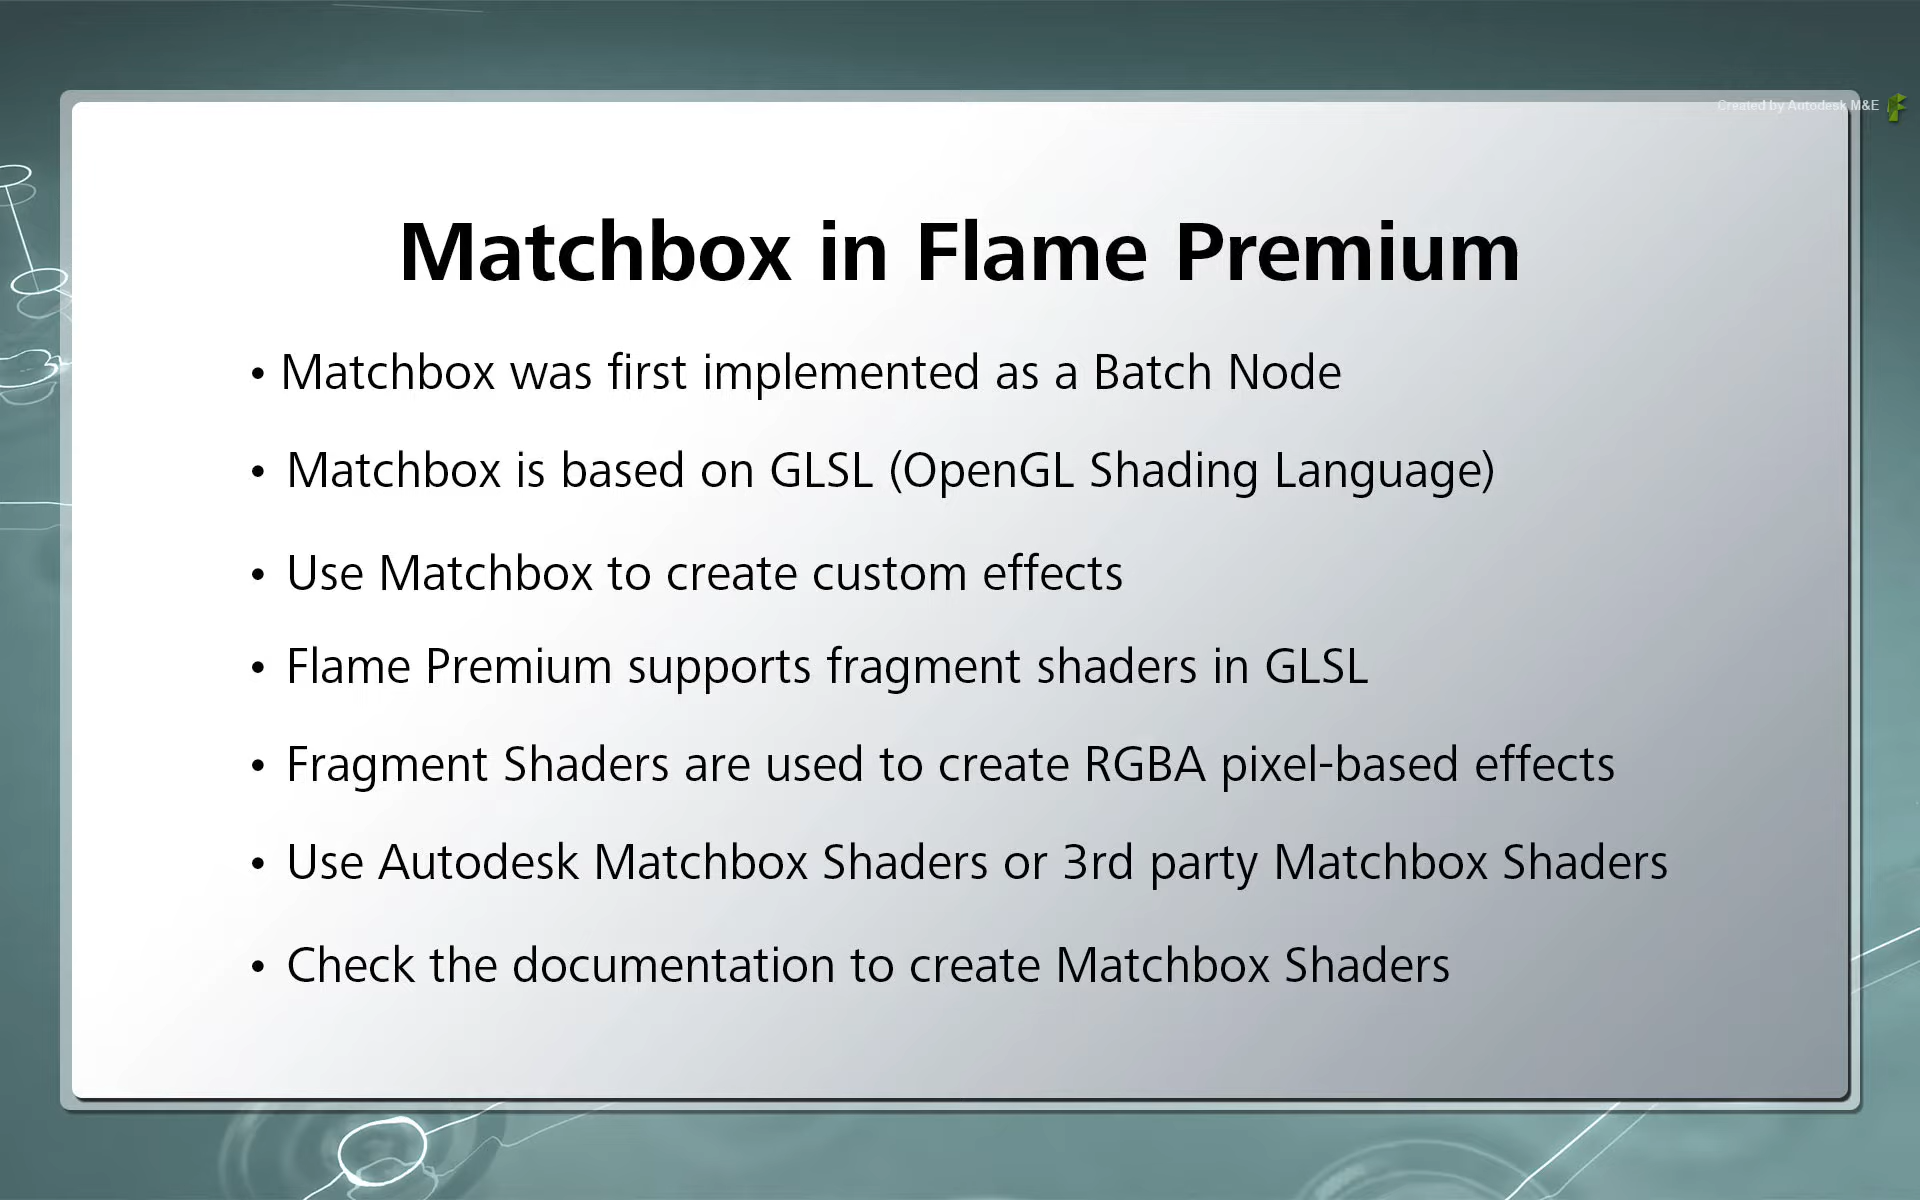 Created by Autodesk M&E
Matchbox in Flame Premium
• Matchbox was first implemented as a Batch Node
• Matchbox is based on GLSL (OpenGL Shading Language)
• Use Matchbox to create custom effects
• Flame Premium supports fragment shaders in GLSL
• Fragment Shaders are used to create RGBA pixel-based effects
• Use Autodesk Matchbox Shaders or 3rd party Matchbox Shaders
• Check the documentation to create Matchbox Shaders